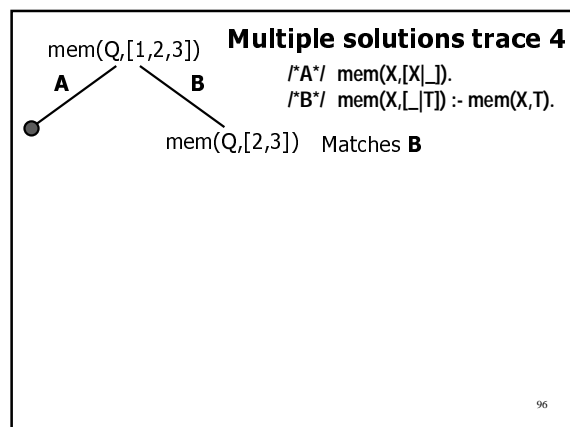 Multiple solutions trace 4
mem(Q,[1,2,3])
/*A*/ mem(X,[X|_]).
/*B*/ mem(X,[_|T]) :- mem(X,T).
A B
mem(Q,[2,3]) Matches B
96